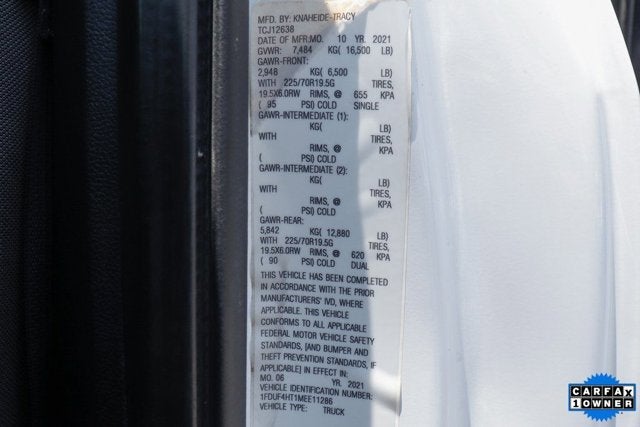 MFD. BY: KNAHEIDE-TRACY
TCJ12638
DATE OF MFR: MO. 10 YR. 2021
GVWR: 7,484 KG( 16,500 LB)
GAWR-FRONT:
2,948 KG( 6,500 LB)
WITH 225/70R19.5G TIRES,
19.5X6.0RW RIMS, @ 655 KPA
( 95 PSI) COLD SINGLE
GAWR-INTERMEDIATE (1):
KG( LB)
WITH TIRES,
RIMS, @ KPA
( PSI) COLD
GAWR-INTERMEDIATE (2):
KG( LB)
WITH TIRES,
RIMS, @ KPA
( PSI) COLD
GAWR-REAR:
5,842 KG( 12,880 LB)
WITH 225/70R19.5G TIRES,
19.5X6.0RW RIMS, @ 620 KPA
( 90 PSI) COLD DUAL
THIS VEHICLE HAS BEEN COMPLETED
IN ACCORDANCE WITH THE PRIOR
MANUFACTURERS' IVD, WHERE
APPLICABLE. THIS VEHICLE
CONFORMS TO ALL APPLICABLE
FEDERAL MOTOR VEHICLE SAFETY
STANDARDS, [AND BUMPER AND
THEFT PREVENTION STANDARDS, IF
APPLICABLE] IN EFFECT IN:
MO. 06 YR. 2021
VEHICLE IDENTIFICATION NUMBER:
1FDUF4HT1MEE11286
VEHICLE TYPE: TRUCK
CARFAX
1 OWNER